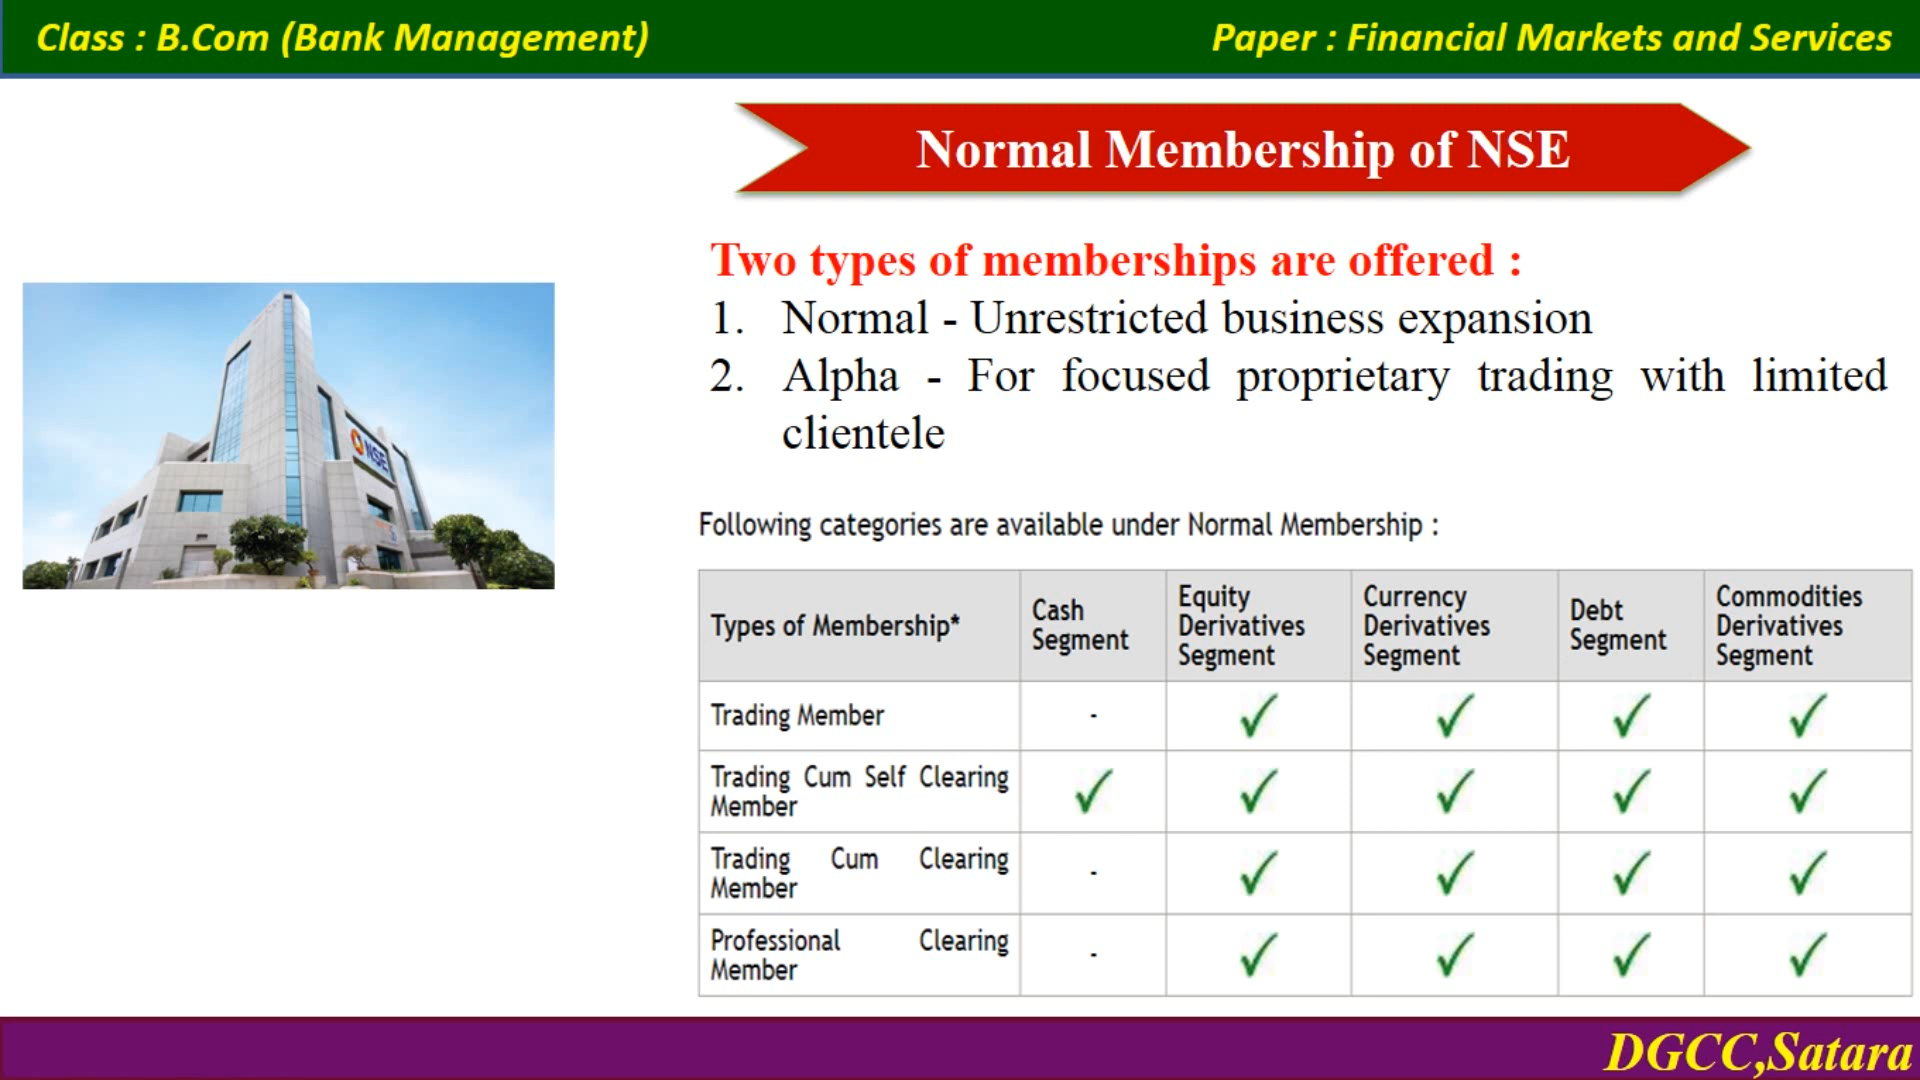 Class : B.Com (Bank Management)
Paper : Financial Markets and Services
Normal Membership of NSE
Two types of memberships are offered :
1. Normal - Unrestricted business expansion
2. Alpha - For focused proprietary trading with limited
clientele
NSE
Following categories are available under Normal Membership :
Types of Membership*
Cash
Segment
Equity
Derivatives
Segment
Currency
Derivatives
Segment
Debt
Segment
Commodities
Derivatives
Segment
Trading Member - ✓ ✓ ✓ ✓
Trading Cum Self Clearing
Member ✓ ✓ ✓ ✓ ✓
Trading Cum Clearing
Member - ✓ ✓ ✓ ✓
Professional Clearing
Member - ✓ ✓ ✓ ✓
DGCC,Satara